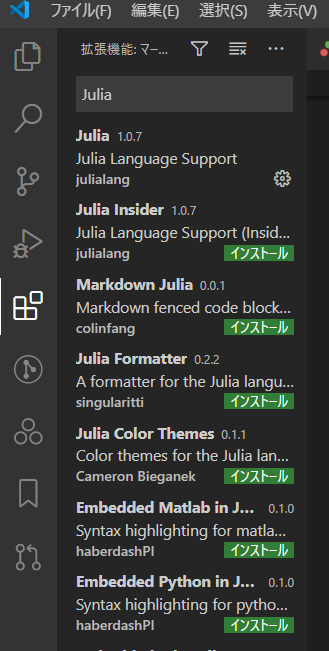 ファイル(F) 編集(E) 選択(S) 表示(V)
拡張機能: マー...
Julia
Julia 1.0.7
Julia Language Support
julialang
Julia Insider 1.0.7
Julia Language Support (Insid...
julialang インストール
Markdown Julia 0.0.1
Markdown fenced code block...
colinfang インストール
Julia Formatter 0.2.2
A formatter for the Julia langu...
singularitti インストール
Julia Color Themes 0.1.1
Color themes for the Julia lan...
Cameron Bieganek インストール
Embedded Matlab in J... 0.1.0
Syntax highlighting for matla...
haberdashPI インストール
Embedded Python in J... 0.1.0
Syntax highlighting for pytho...
haberdashPI インストール